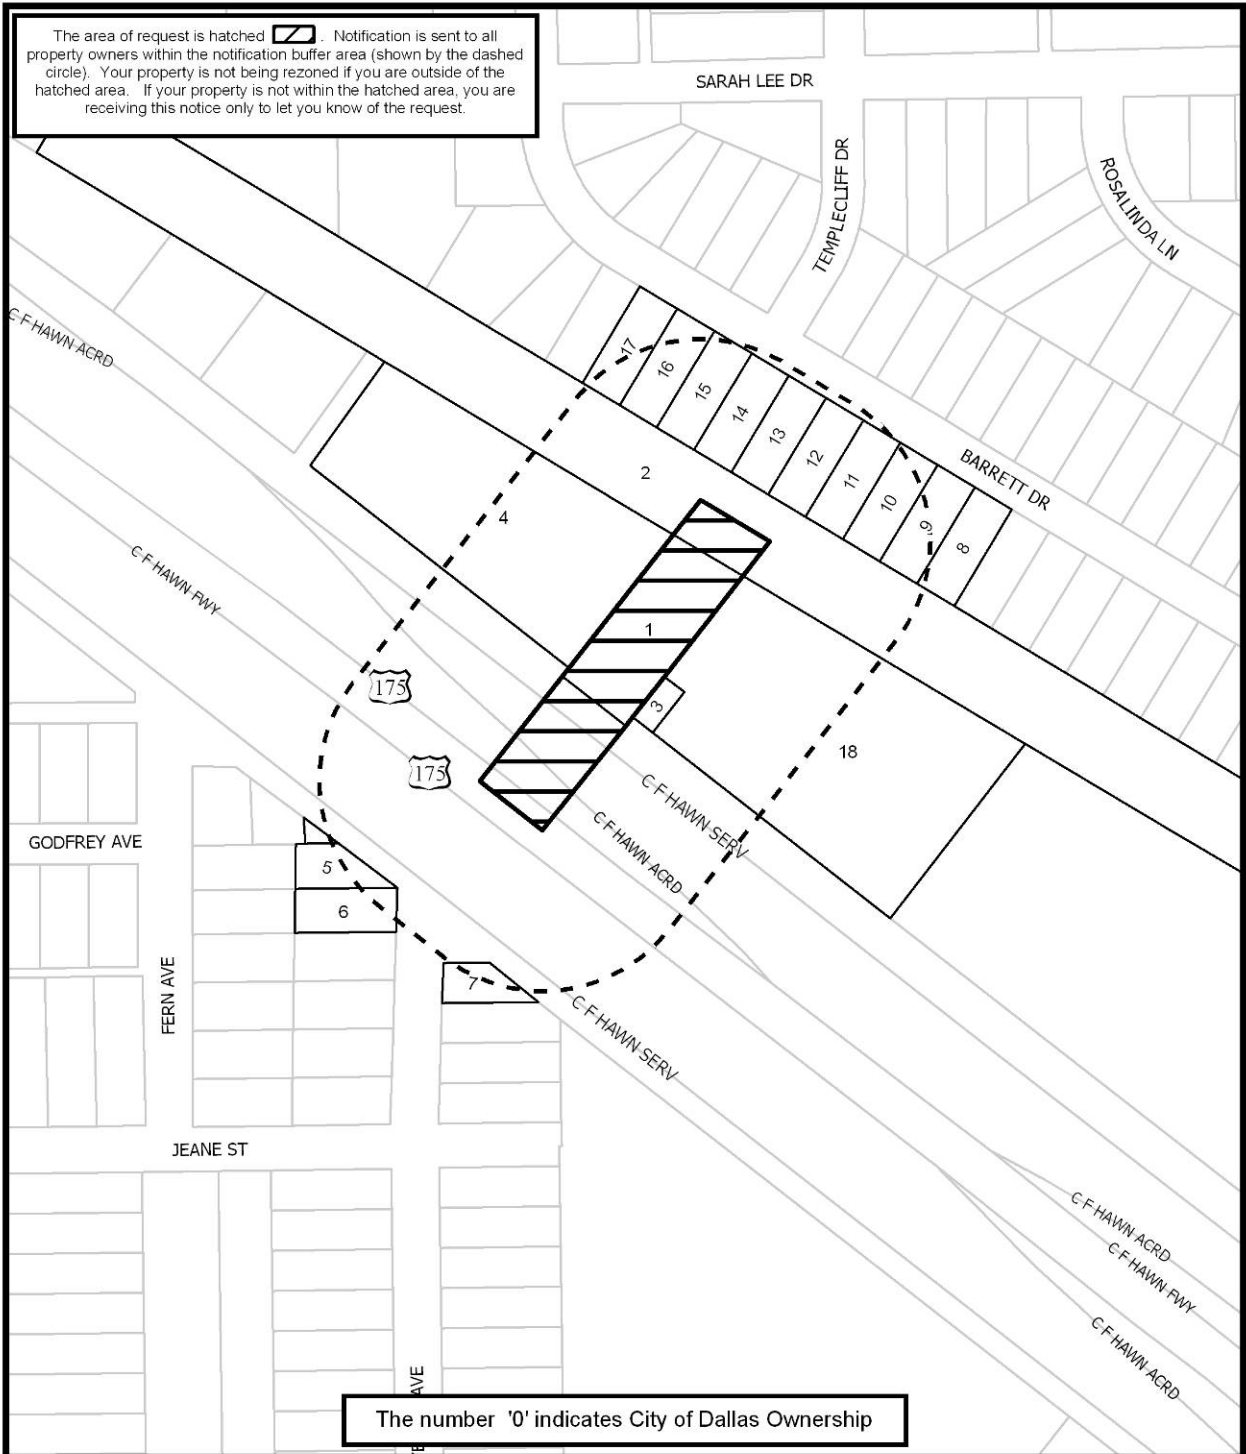 The area of request is hatched . Notification is sent to all
property owners within the notification buffer area (shown by the dashed
circle). Your property is not being rezoned if you are outside of the
hatched area. If your property is not within the hatched area, you are
receiving this notice only to let you know of the request.
SARAH LEE DR
TEMPLECLIFF DR
ROSALINDA LN
C F HAWN ACRD
17
16
15
14
13
12
11
10
9
8
BARRETT DR
2
4
C F HAWN FWY
1
175
3
18
175
C F HAWN SERV
C F HAWN ACRD
GODFREY AVE
5
6
FERN AVE
7
C F HAWN SERV
JEANE ST
C F HAWN ACRD
C F HAWN FWY
C F HAWN ACRD
AVE
The number '0' indicates City of Dallas Ownership